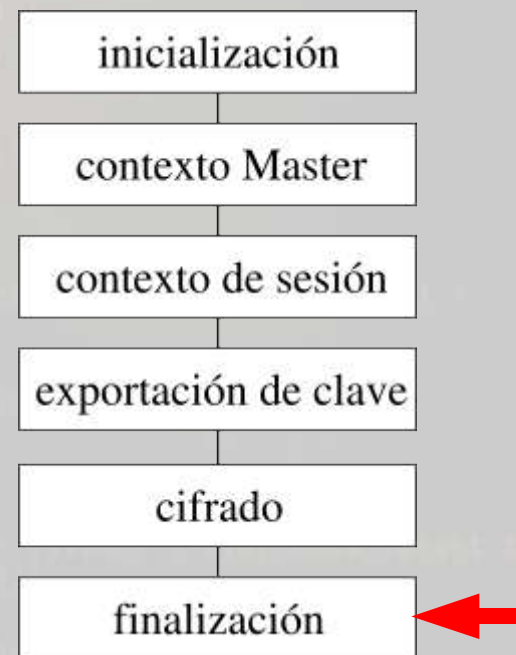 inicialización
contexto Master
contexto de sesión
exportación de clave
cifrado
finalización